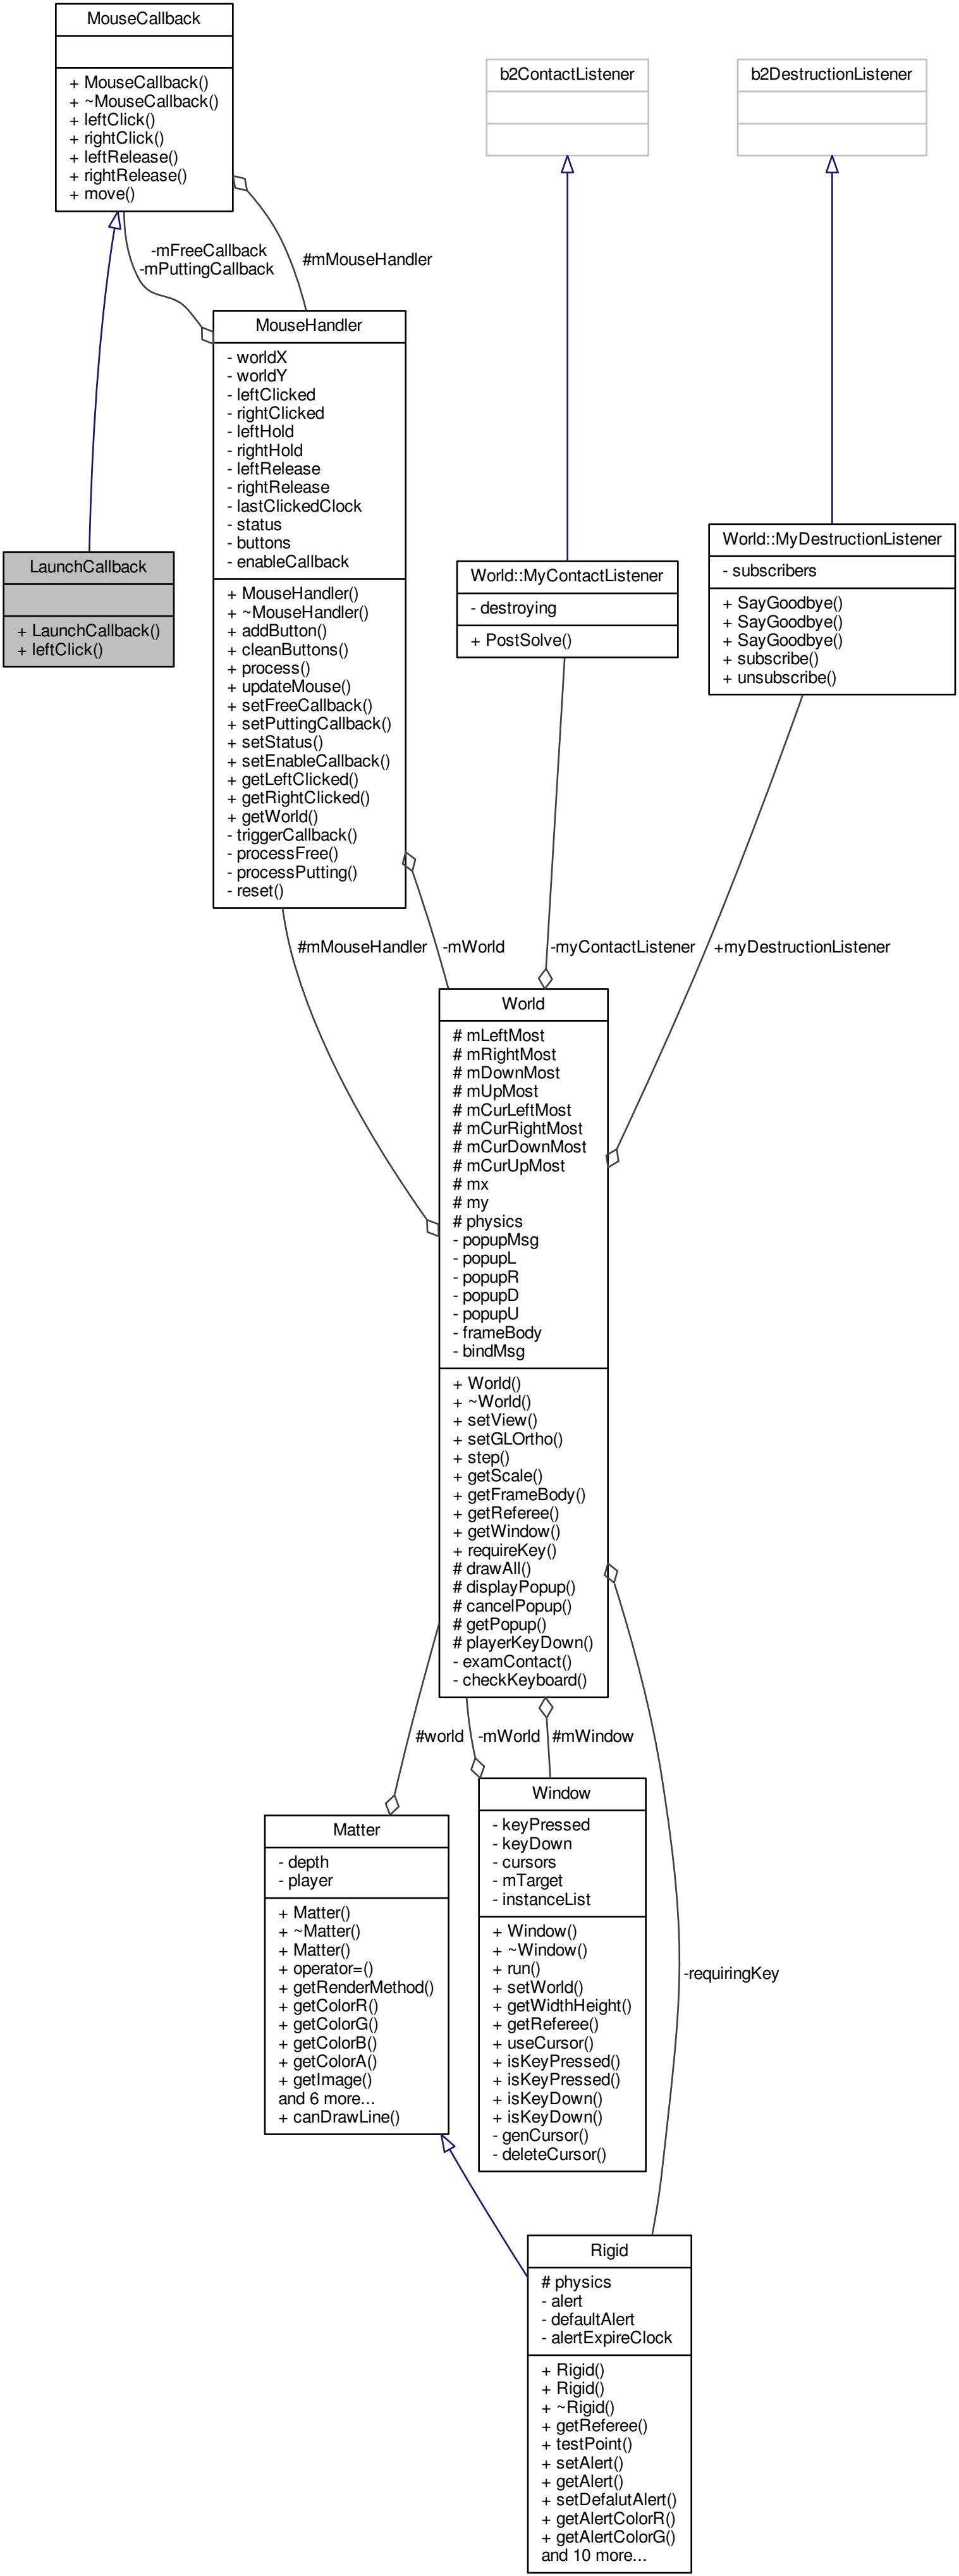 MouseCallback
+ MouseCallback()
+ ~MouseCallback()
+ leftClick()
+ rightClick()
+ leftRelease()
+ rightRelease()
+ move()
b2ContactListener
b2DestructionListener
-mFreeCallback
-mPuttingCallback
#mMouseHandler
MouseHandler
- worldX
- worldY
- leftClicked
- rightClicked
- leftHold
- rightHold
- leftRelease
- rightRelease
- lastClickedClock
- status
- buttons
- enableCallback
+ MouseHandler()
+ ~MouseHandler()
+ addButton()
+ cleanButtons()
+ process()
+ updateMouse()
+ setFreeCallback()
+ setPuttingCallback()
+ setStatus()
+ setEnableCallback()
+ getLeftClicked()
+ getRightClicked()
+ getWorld()
- triggerCallback()
- processFree()
- processPutting()
- reset()
LaunchCallback
+ LaunchCallback()
+ leftClick()
World::MyContactListener
- destroying
+ PostSolve()
World::MyDestructionListener
- subscribers
+ SayGoodbye()
+ SayGoodbye()
+ SayGoodbye()
+ subscribe()
+ unsubscribe()
#mMouseHandler
-mWorld
-myContactListener
+myDestructionListener
World
# mLeftMost
# mRightMost
# mDownMost
# mUpMost
# mCurLeftMost
# mCurRightMost
# mCurDownMost
# mCurUpMost
# mx
# my
# physics
- popupMsg
- popupL
- popupR
- popupD
- popupU
- frameBody
- bindMsg
+ World()
+ ~World()
+ setView()
+ setGLOrtho()
+ step()
+ getScale()
+ getFrameBody()
+ getReferee()
+ getWindow()
+ requireKey()
# drawAll()
# displayPopup()
# cancelPopup()
# getPopup()
# playerKeyDown()
- examContact()
- checkKeyboard()
#world
-mWorld
#mWindow
Matter
- depth
- player
+ Matter()
+ ~Matter()
+ Matter()
+ operator=()
+ getRenderMethod()
+ getColorR()
+ getColorG()
+ getColorB()
+ getColorA()
+ getImage()
and 6 more...
+ canDrawLine()
Window
- keyPressed
- keyDown
- cursors
- mTarget
- instanceList
+ Window()
+ ~Window()
+ run()
+ setWorld()
+ getWidthHeight()
+ getReferee()
+ useCursor()
+ isKeyPressed()
+ isKeyPressed()
+ isKeyDown()
+ isKeyDown()
- genCursor()
- deleteCursor()
-requiringKey
Rigid
# physics
- alert
- defaultAlert
- alertExpireClock
+ Rigid()
+ Rigid()
+ ~Rigid()
+ getReferee()
+ testPoint()
+ setAlert()
+ getAlert()
+ setDefalutAlert()
+ getAlertColorR()
+ getAlertColorG()
and 10 more...